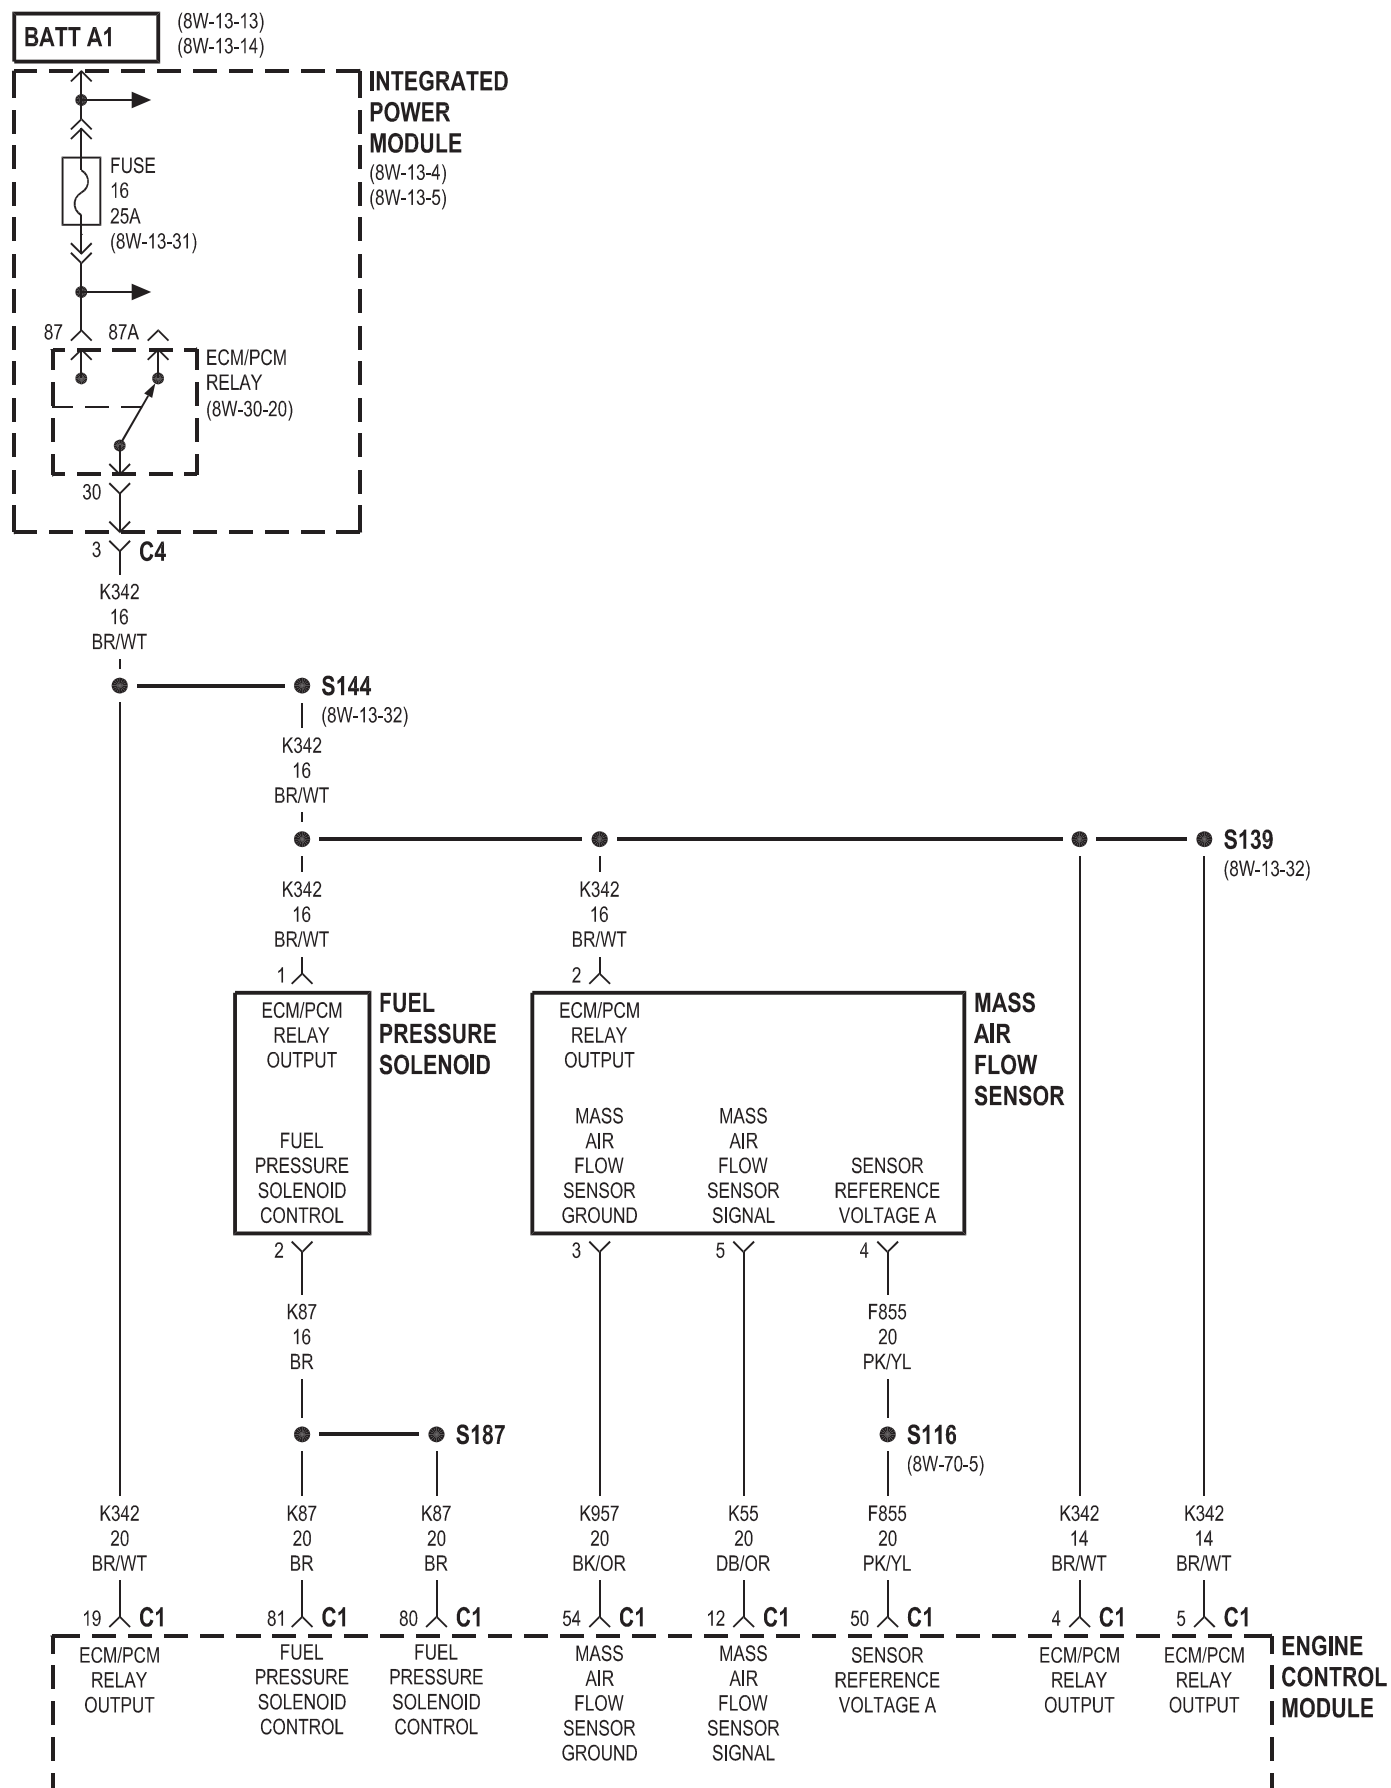 BATT A1
(8W-13-13)
(8W-13-14)
INTEGRATED
POWER
MODULE
(8W-13-4)
(8W-13-5)
FUSE
16
25A
(8W-13-31)
87
87A
ECM/PCM
RELAY
(8W-30-20)
30
3
C4
K342
16
BR/WT
S144
(8W-13-32)
K342
16
BR/WT
S139
(8W-13-32)
K342
16
BR/WT
K342
16
BR/WT
1
2
ECM/PCM
RELAY
OUTPUT
FUEL
PRESSURE
SOLENOID
CONTROL
FUEL
PRESSURE
SOLENOID
ECM/PCM
RELAY
OUTPUT
MASS
AIR
FLOW
SENSOR
GROUND
MASS
AIR
FLOW
SENSOR
SIGNAL
SENSOR
REFERENCE
VOLTAGE A
MASS
AIR
FLOW
SENSOR
2
3
5
4
K87
16
BR
F855
20
PK/YL
S187
S116
(8W-70-5)
K342
20
BR/WT
K87
20
BR
K87
20
BR
K957
20
BK/OR
K55
20
DB/OR
F855
20
PK/YL
K342
14
BR/WT
K342
14
BR/WT
19 C1
81 C1
80 C1
54 C1
12 C1
50 C1
4 C1
5 C1
ECM/PCM
RELAY
OUTPUT
FUEL
PRESSURE
SOLENOID
CONTROL
FUEL
PRESSURE
SOLENOID
CONTROL
MASS
AIR
FLOW
SENSOR
GROUND
MASS
AIR
FLOW
SENSOR
SIGNAL
SENSOR
REFERENCE
VOLTAGE A
ECM/PCM
RELAY
OUTPUT
ECM/PCM
RELAY
OUTPUT
ENGINE
CONTROL
MODULE